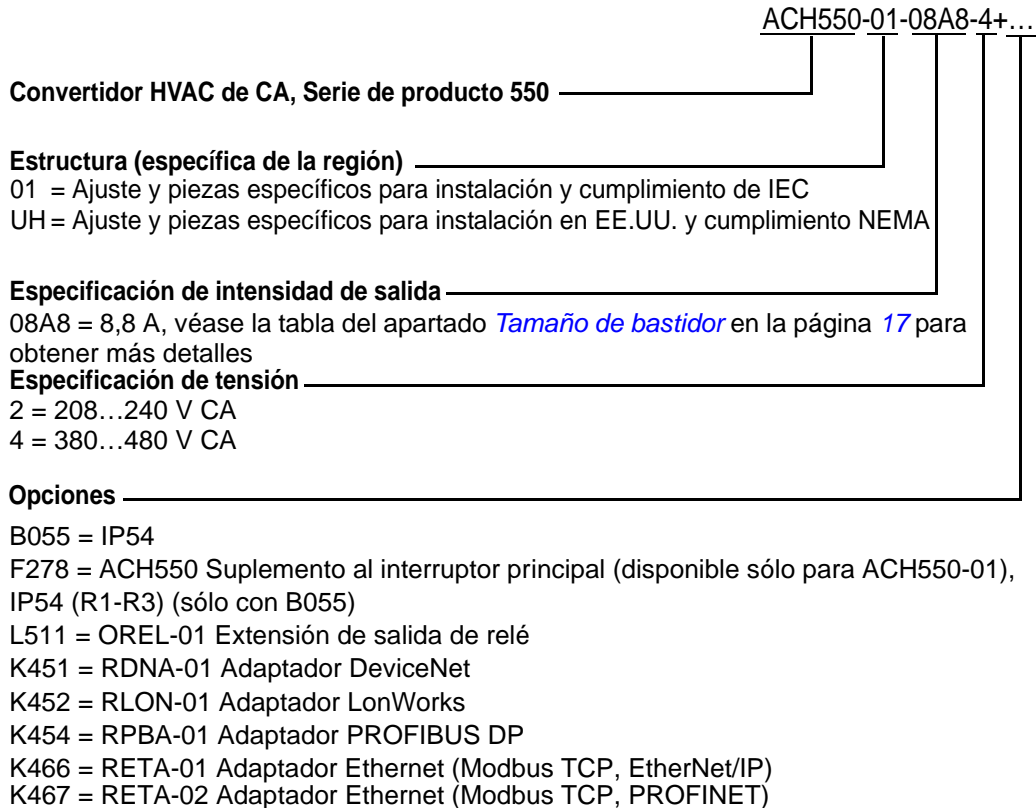 ACH550-01-08A8-4+…
Convertidor HVAC de CA, Serie de producto 550
Estructura (específica de la región)
01 = Ajuste y piezas específicos para instalación y cumplimiento de IEC
UH = Ajuste y piezas específicos para instalación en EE.UU. y cumplimiento NEMA
Especificación de intensidad de salida
08A8 = 8,8 A, véase la tabla del apartado Tamaño de bastidor en la página 17 para
obtener más detalles
Especificación de tensión
2 = 208…240 V CA
4 = 380…480 V CA
Opciones
B055 = IP54
F278 = ACH550 Suplemento al interruptor principal (disponible sólo para ACH550-01),
IP54 (R1-R3) (sólo con B055)
L511 = OREL-01 Extensión de salida de relé
K451 = RDNA-01 Adaptador DeviceNet
K452 = RLON-01 Adaptador LonWorks
K454 = RPBA-01 Adaptador PROFIBUS DP
K466 = RETA-01 Adaptador Ethernet (Modbus TCP, EtherNet/IP)
K467 = RETA-02 Adaptador Ethernet (Modbus TCP, PROFINET)